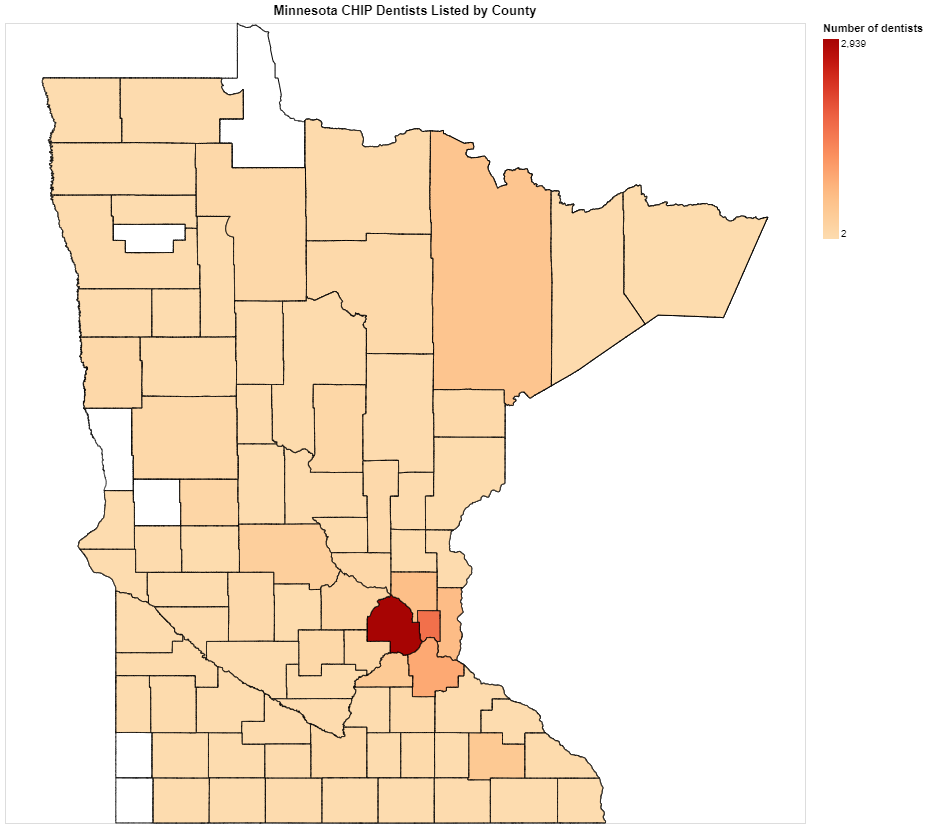 Minnesota CHIP Dentists Listed by County
Number of dentists
2,939
2